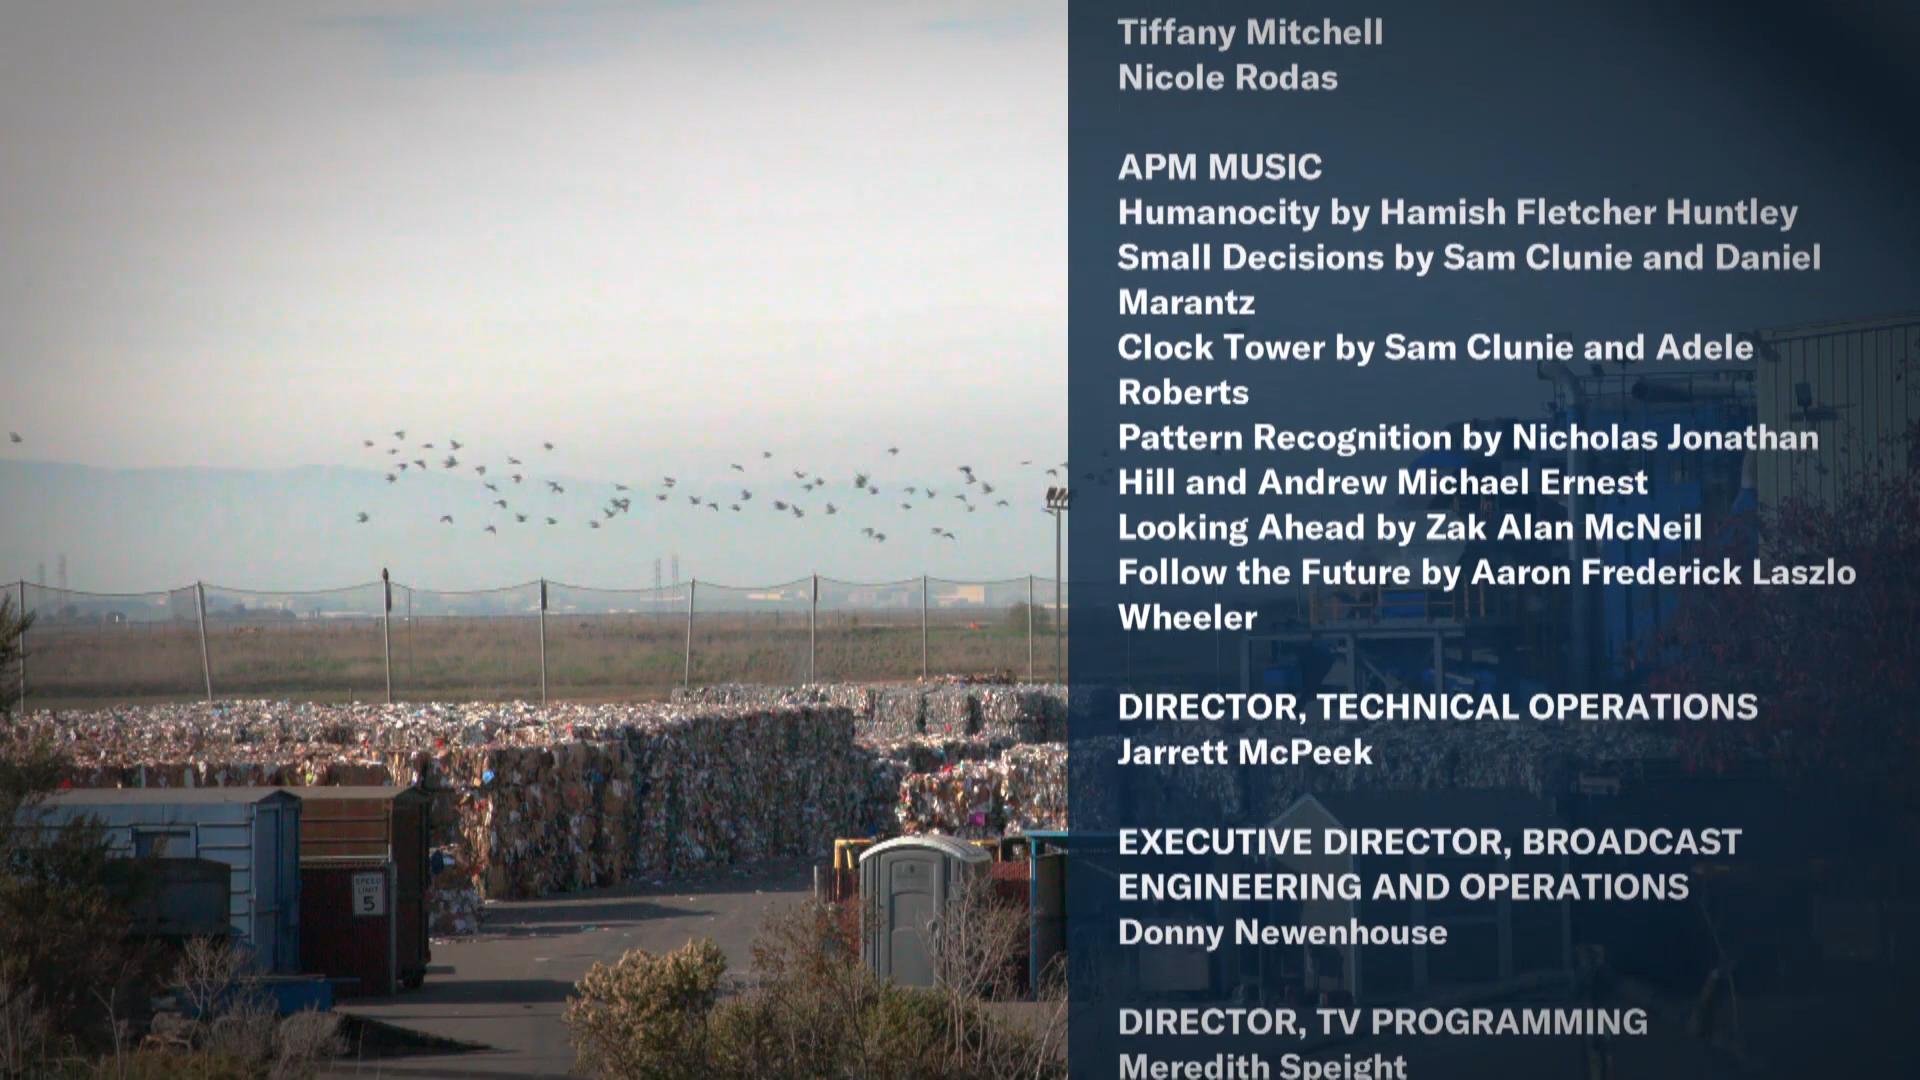 Tiffany Mitchell
Nicole Rodas
APM MUSIC
Humanocity by Hamish Fletcher Huntley
Small Decisions by Sam Clunie and Daniel
Marantz
Clock Tower by Sam Clunie and Adele
Roberts
Pattern Recognition by Nicholas Jonathan
Hill and Andrew Michael Ernest
Looking Ahead by Zak Alan McNeil
Follow the Future by Aaron Frederick Laszlo
Wheeler
DIRECTOR, TECHNICAL OPERATIONS
Jarrett McPeek
EXECUTIVE DIRECTOR, BROADCAST
ENGINEERING AND OPERATIONS
Donny Newenhouse
DIRECTOR, TV PROGRAMMING
Meredith Speight
SPEED
LIMIT
5